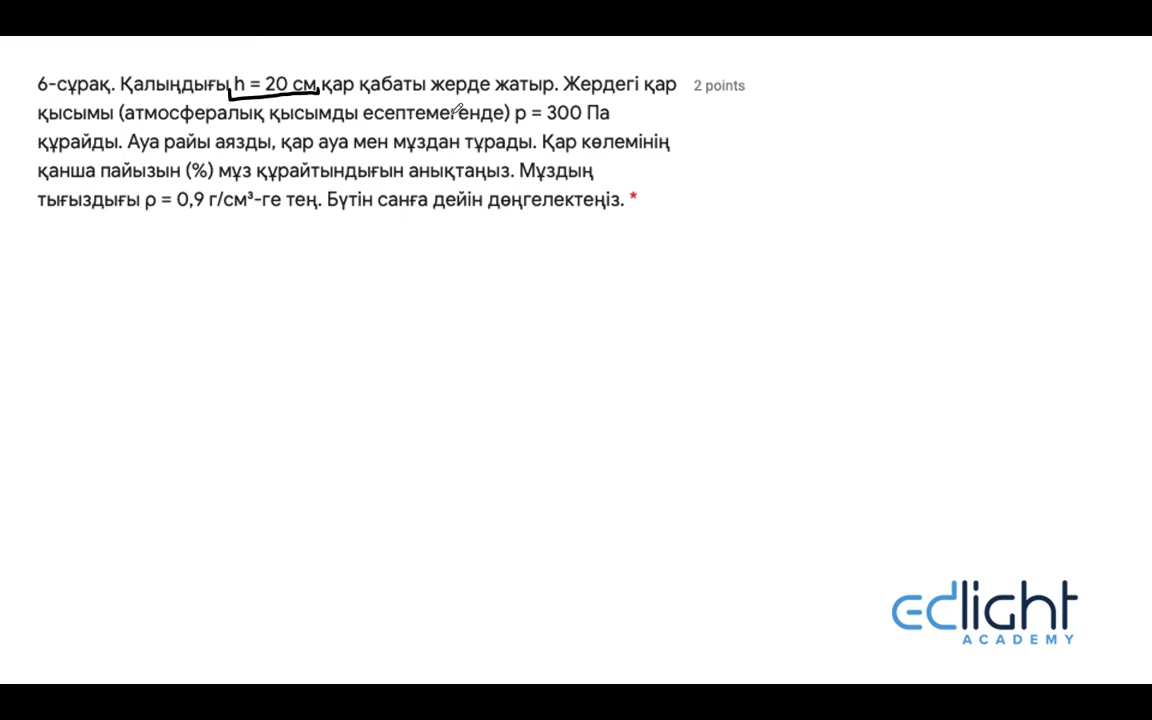 6-сұрақ. Қалыңдығы h = 20 см қар қабаты жерде жатыр. Жердегі қар 2 points
қысымы (атмосфералық қысымды есептемегенде) p = 300 Па
құрайды. Ауа райы аязды, қар ауа мен мұздан тұрады. Қар көлемінің
қанша пайызын (%) мұз құрайтындығын анықтаңыз. Мұздың
тығыздығы ρ = 0,9 г/см³-ге тең. Бүтін санға дейін дөңгелектеңіз. *
edlight
ACADEMY